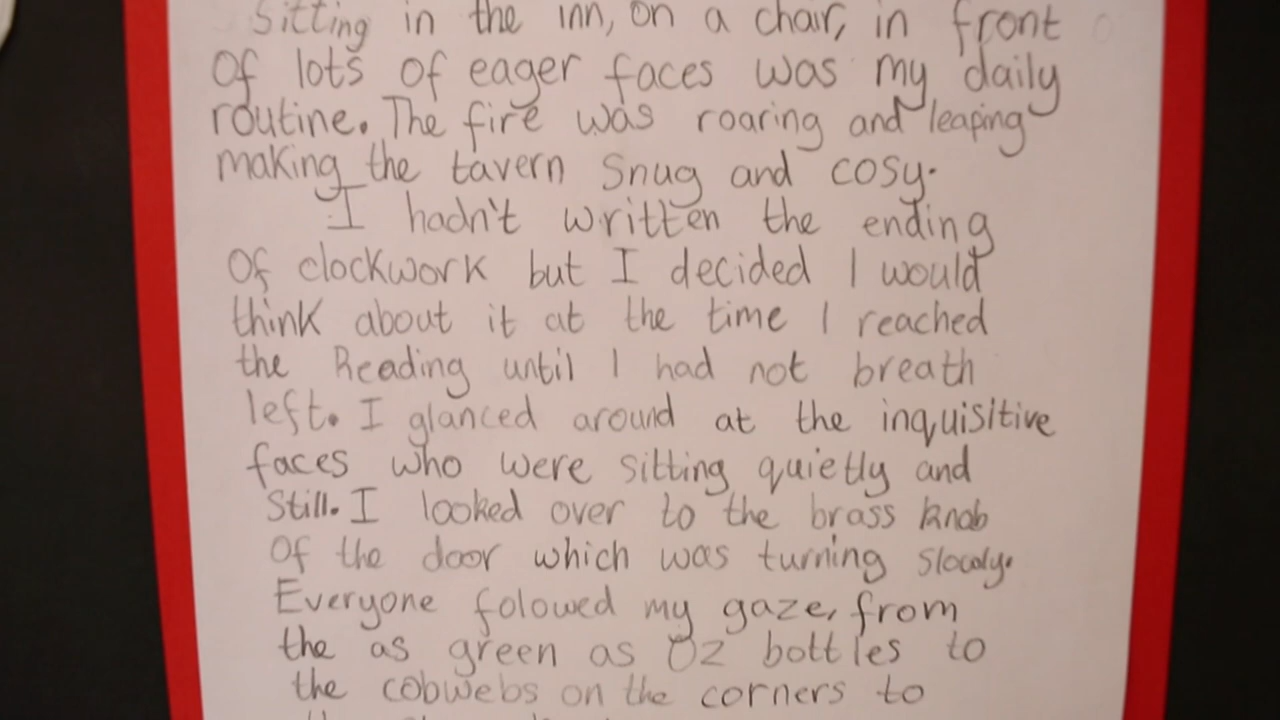 Sitting in the inn, on a chair, in front
Of lots of eager faces was my daily
routine. The fire was roaring and leaping
making the tavern Snug and cosy.
I hadn't written the ending
Of clockwork but I decided I would
think about it at the time I reached
the Reading until I had not breath
left. I glanced around at the inquisitive
faces who were sitting quietly and
Still. I looked over to the brass knob
Of the door which was turning slowly.
Everyone folowed my gaze, from
the as green as Oz bottles to
the cobwebs on the corners to